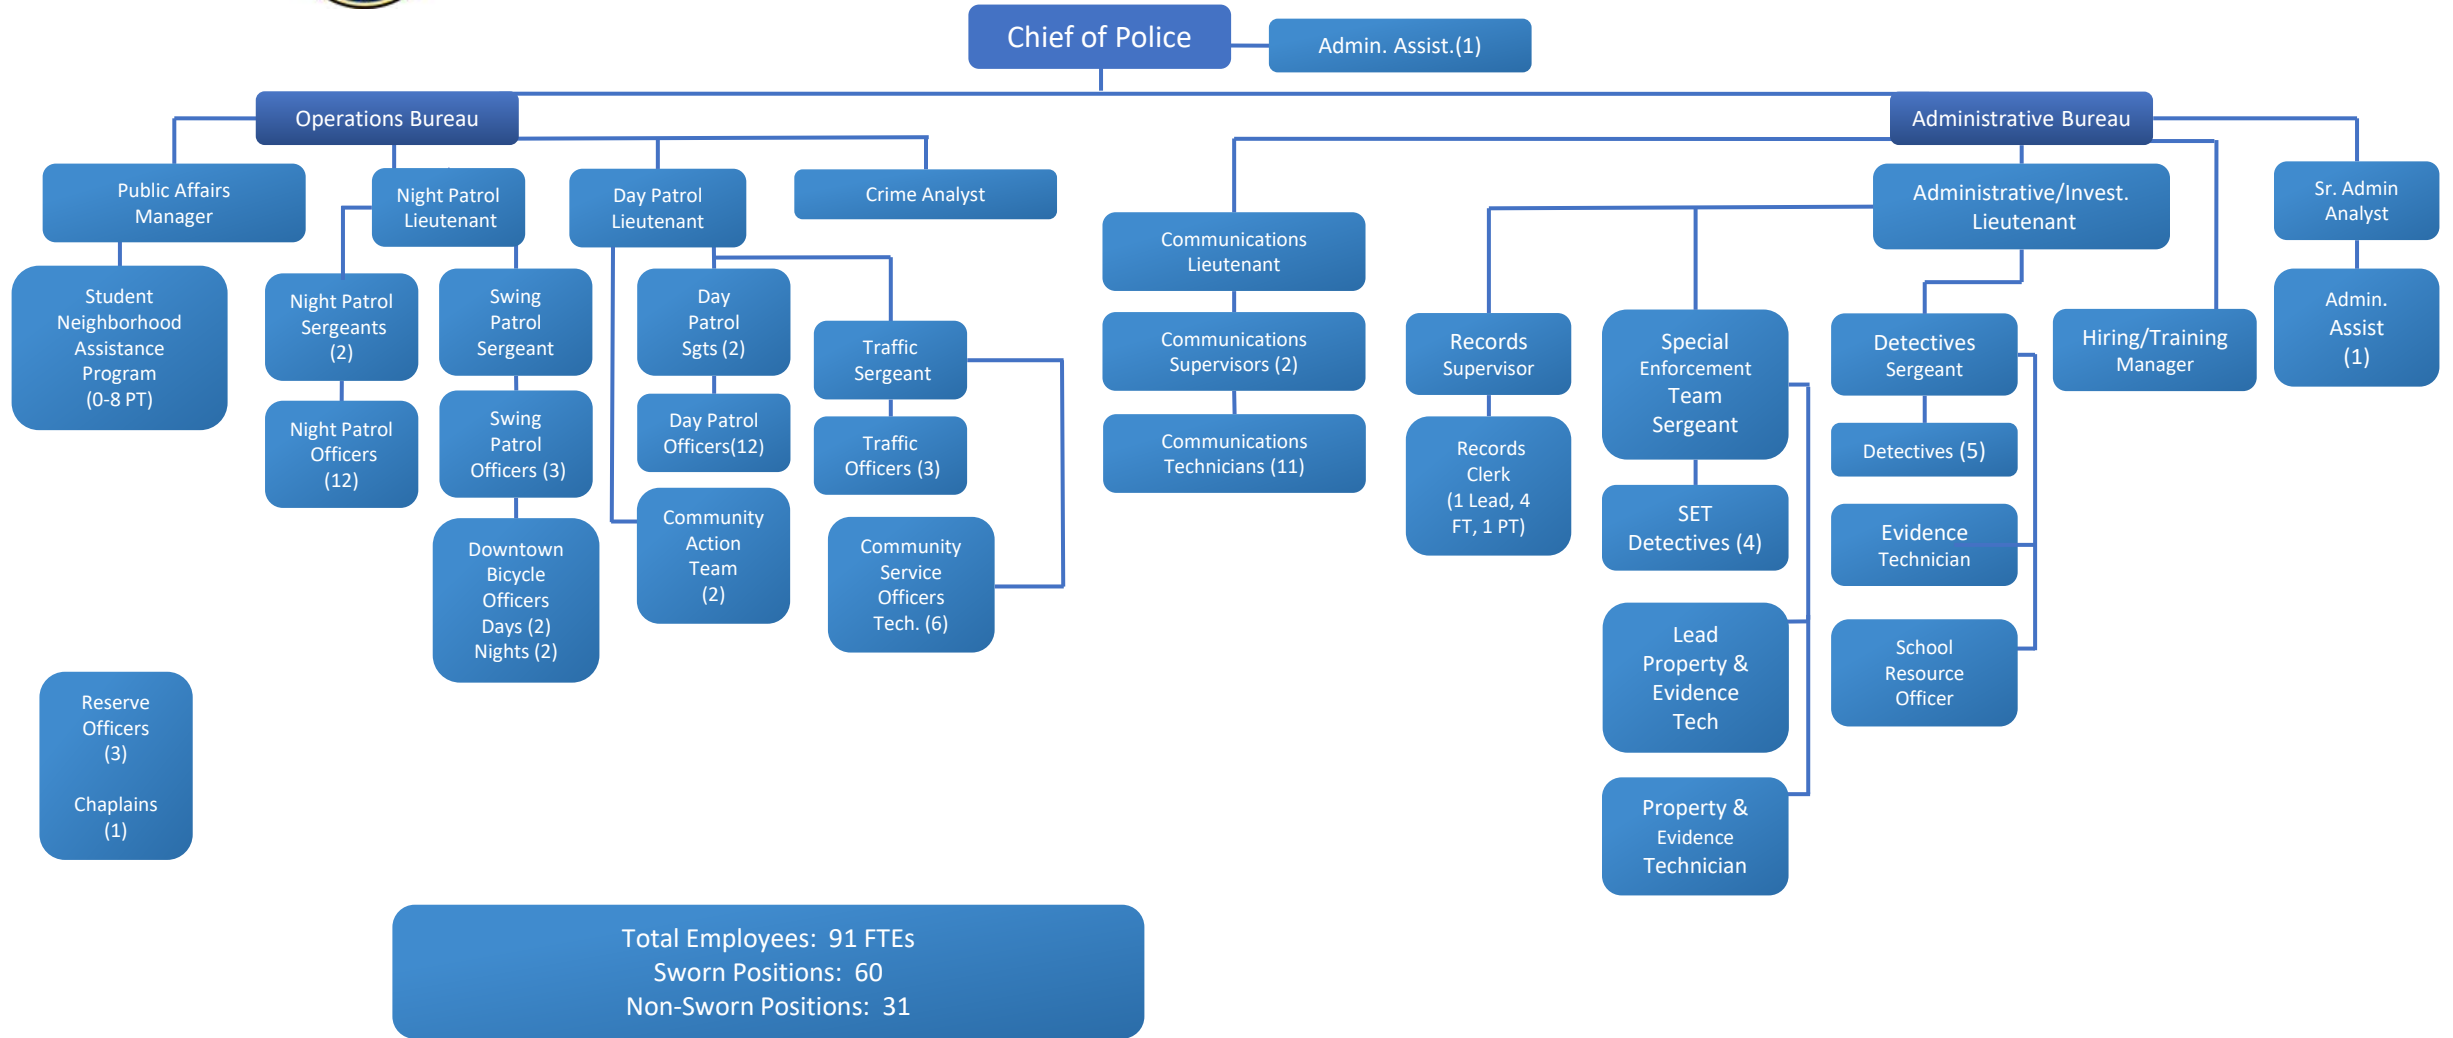 Chief of Police
Admin. Assist.(1)
Operations Bureau
Administrative Bureau
Public Affairs
Manager
Night Patrol
Lieutenant
Day Patrol
Lieutenant
Crime Analyst
Communications
Lieutenant
Administrative/Invest.
Lieutenant
Sr. Admin
Analyst
Student
Neighborhood
Assistance
Program
(0-8 PT)
Night Patrol
Sergeants
(2)
Swing
Patrol
Sergeant
Day
Patrol
Sgts (2)
Traffic
Sergeant
Communications
Supervisors (2)
Records
Supervisor
Special
Enforcement
Team
Sergeant
Detectives
Sergeant
Hiring/Training
Manager
Admin.
Assist
(1)
Night Patrol
Officers
(12)
Swing
Patrol
Officers (3)
Day Patrol
Officers(12)
Traffic
Officers (3)
Communications
Technicians (11)
Records
Clerk
(1 Lead, 4
FT, 1 PT)
SET
Detectives (4)
Detectives (5)
Downtown
Bicycle
Officers
Days (2)
Nights (2)
Community
Action
Team
(2)
Community
Service
Officers
Tech. (6)
Evidence
Technician
Lead
Property &
Evidence
Tech
School
Resource
Officer
Reserve
Officers
(3)
Chaplains
(1)
Property &
Evidence
Technician
Total Employees: 91 FTEs
Sworn Positions: 60
Non-Sworn Positions: 31